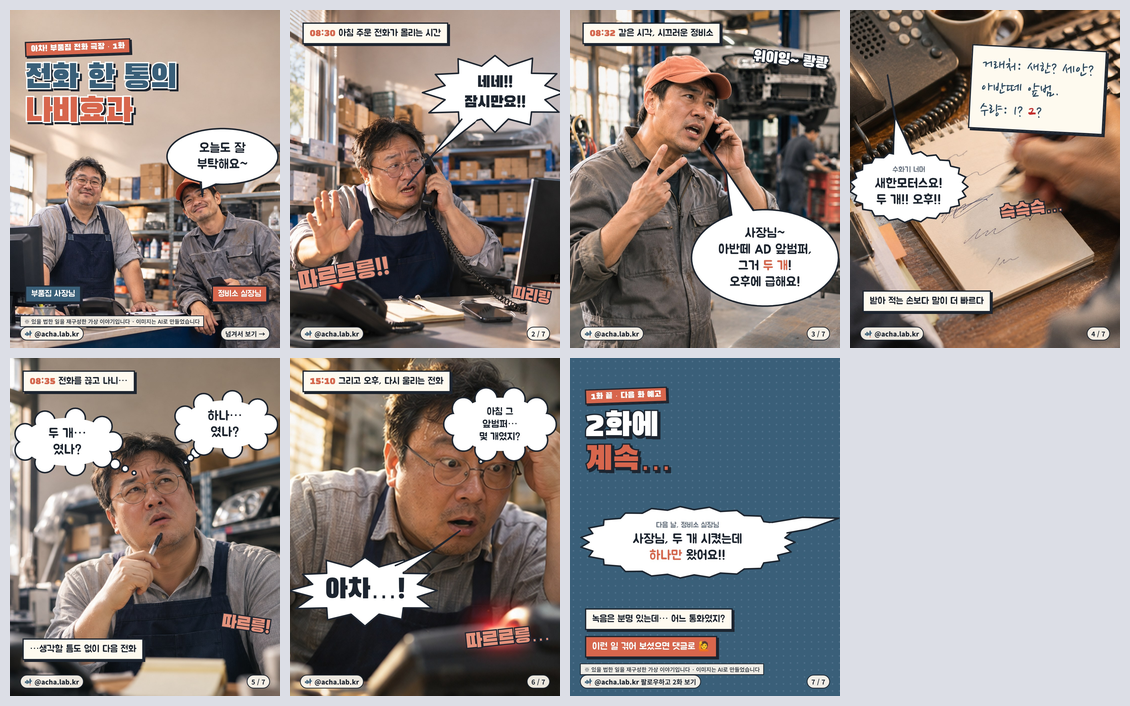 아차! 부품집 전화 극장 · 1화
전화 한 통의
나비효과
오늘도 잘
부탁해요~
부품집 사장님
정비소 실장님
※ 있을 법한 일을 재구성한 가상 이야기입니다 · 이미지는 AI로 만들었습니다
@acha.lab.kr
넘겨서 보기 →
08:30 아침 주문 전화가 몰리는 시간
네네!!
잠시만요!!
따르르릉!!
띠리링
@acha.lab.kr
2 / 7
08:32 같은 시각, 시끄러운 정비소
위이잉~ 쾅쾅
사장님~
아반떼 AD 앞범퍼,
그거 두 개!
오후에 급해요!
@acha.lab.kr
3 / 7
거래처: 새한? 세안?
아반떼 앞범.
수량: 1? 2?
수화기 너머
새한모터스요!
두 개!! 오후!!
슥슥슥...
받아 적는 손보다 말이 더 빠르다
@acha.lab.kr
4 / 7
08:35 전화를 끊고 나니…
두 개…
였나?
하나…
였나?
따르릉!
…생각할 틈도 없이 다음 전화
@acha.lab.kr
5 / 7
15:10 그리고 오후, 다시 울리는 전화
아침 그
앞범퍼…
몇 개였지?
아차...!
따르르릉...
@acha.lab.kr
6 / 7
1화 끝 · 다음 화 예고
2화에
계속...
다음 날, 정비소 실장님
사장님, 두 개 시켰는데
하나만 왔어요!!
녹음은 분명 있는데… 어느 통화였지?
이런 일 겪어 보셨으면 댓글로 🙋
※ 있을 법한 일을 재구성한 가상 이야기입니다 · 이미지는 AI로 만들었습니다
@acha.lab.kr 팔로우하고 2화 보기
7 / 7